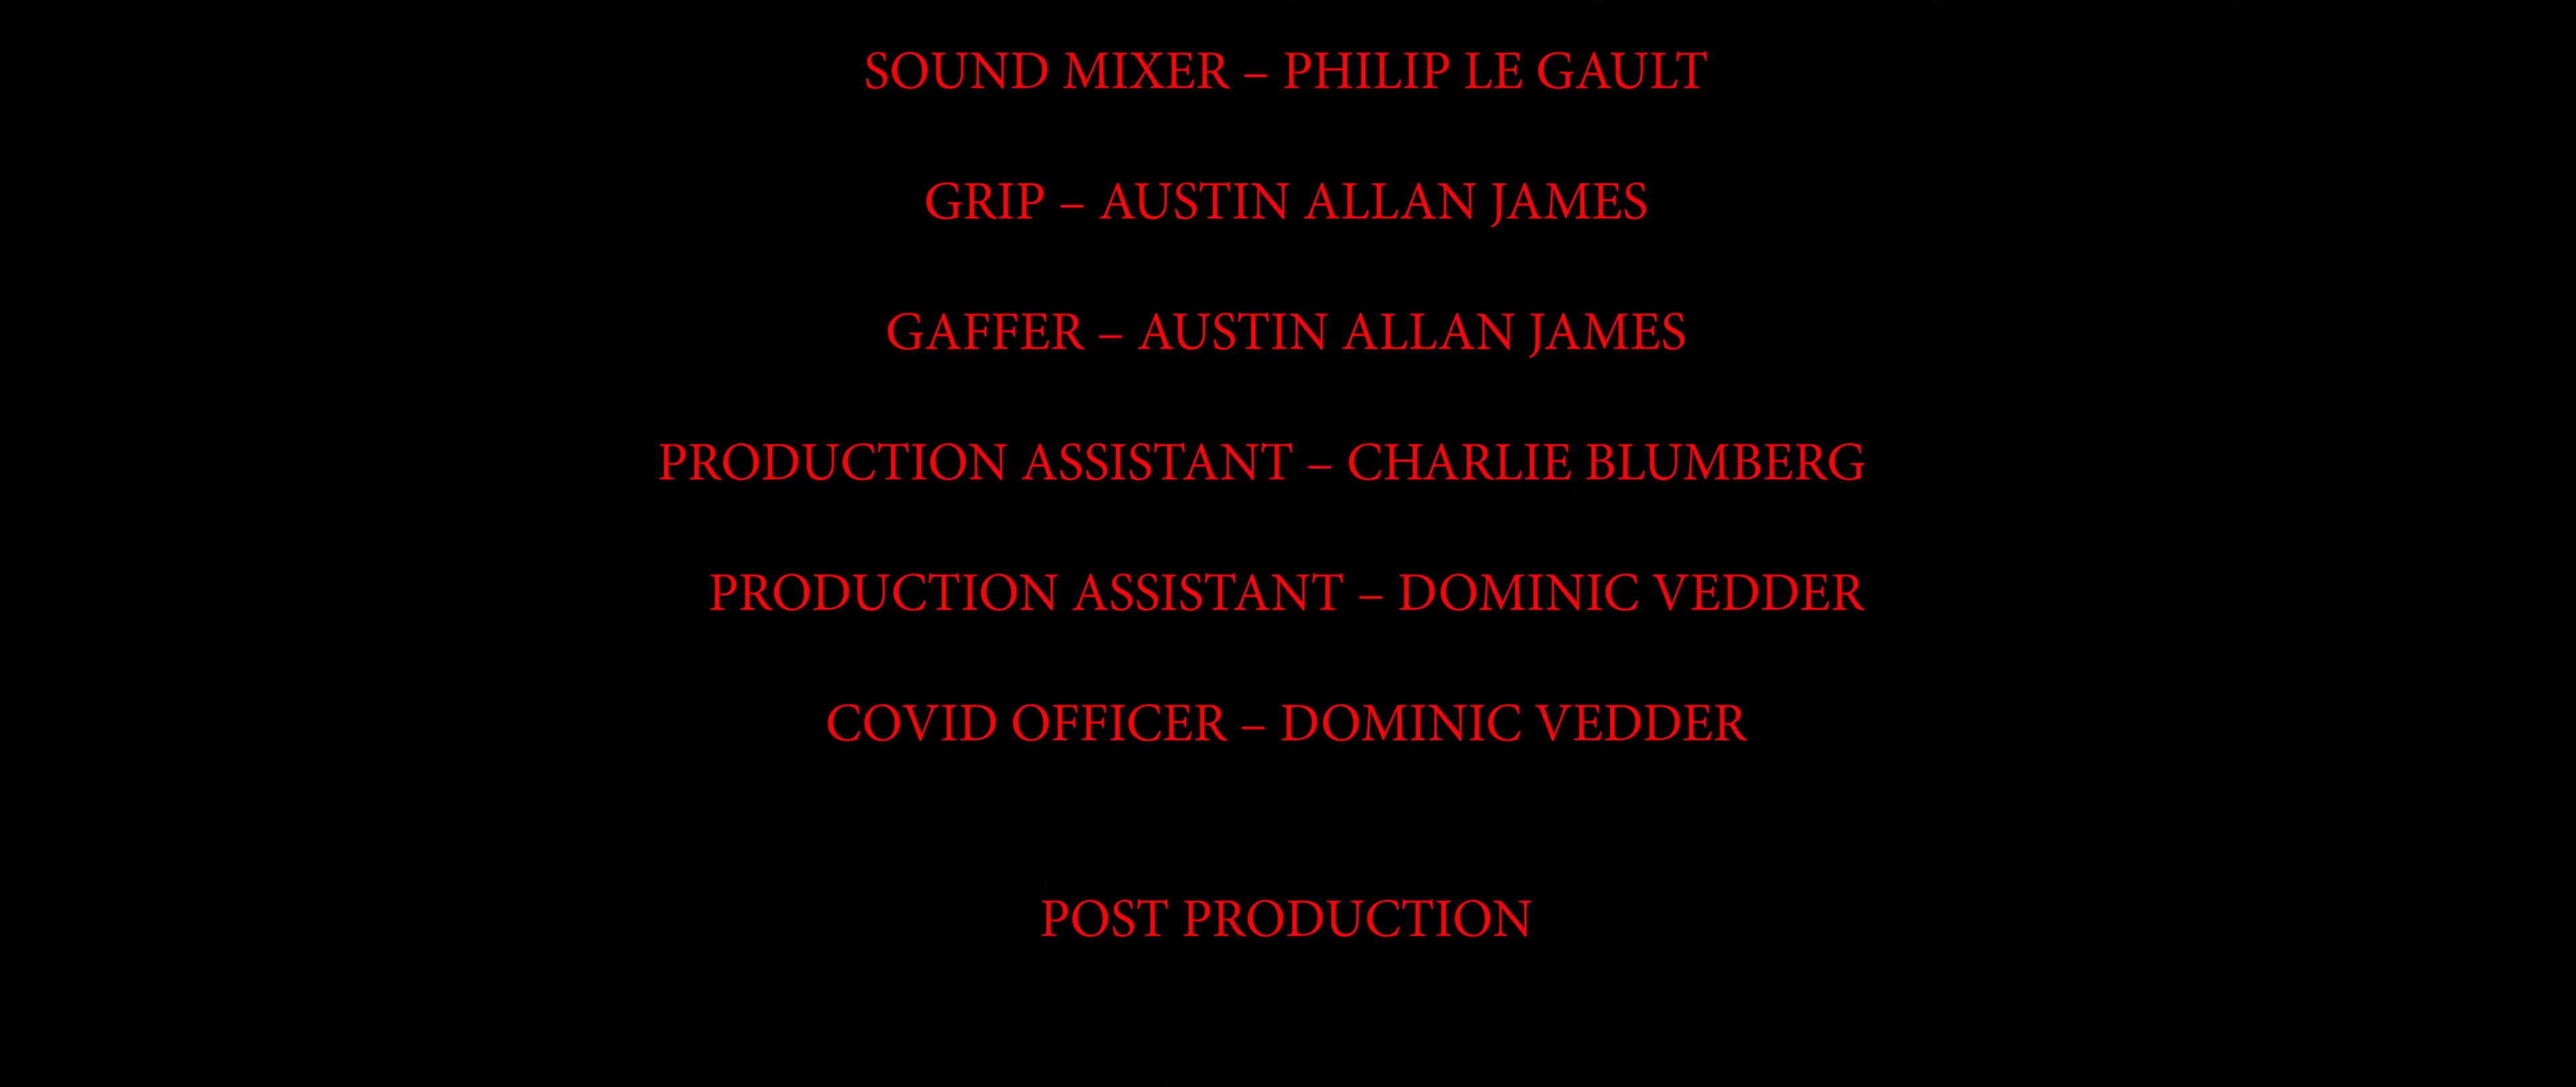 SOUND MIXER – PHILIP LE GAULT
GRIP – AUSTIN ALLAN JAMES
GAFFER – AUSTIN ALLAN JAMES
PRODUCTION ASSISTANT – CHARLIE BLUMBERG
PRODUCTION ASSISTANT – DOMINIC VEDDER
COVID OFFICER – DOMINIC VEDDER
POST PRODUCTION